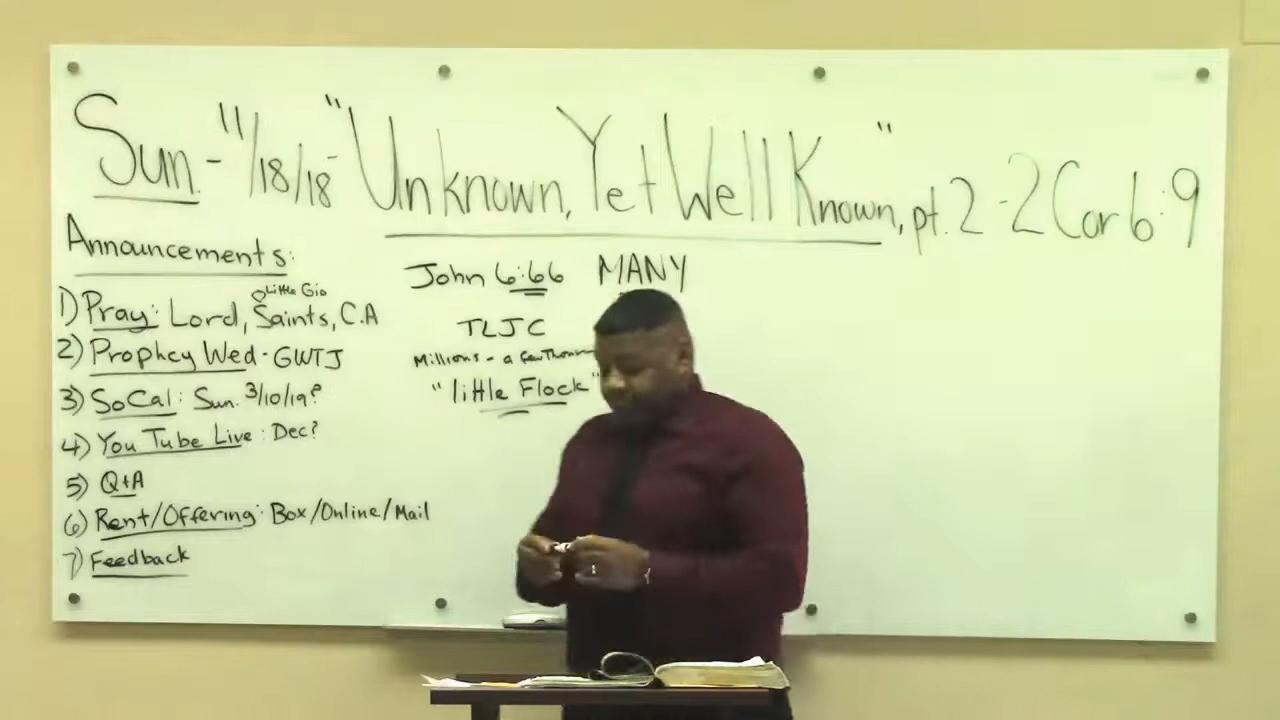 Sun. - 11/18/18 - "Unknown, Yet Well Known", pt. 2 - 2 Cor 6:9
Announcements:
Little Gio
1) Pray: Lord, Saints, C.A
2) Prophcy Wed - GWTJ
3) SoCal: Sun. 3/10/19?
4) You Tube Live: Dec?
5) Q+A
6) Rent/Offering: Box/Online/Mail
7) Feedback
John 6:66 MANY
TLJC
Millions - a few
"little Flock"